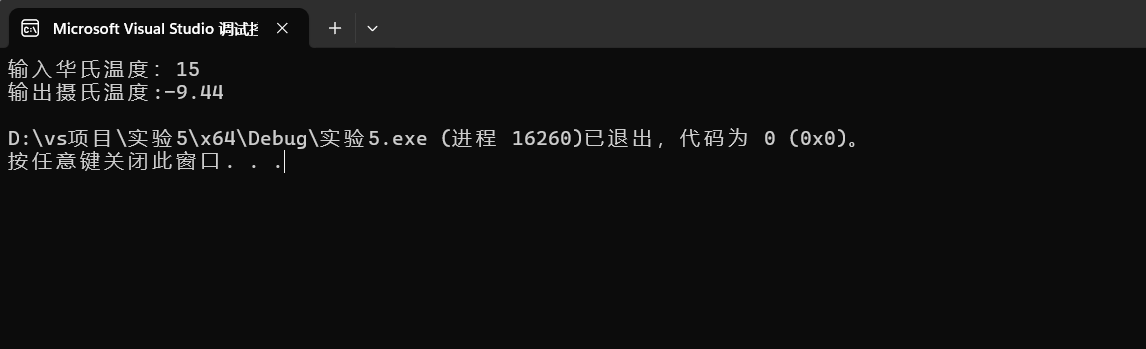 Microsoft Visual Studio 调试
输入华氏温度: 15
输出摄氏温度:-9.44
D:\vs项目\实验5\x64\Debug\实验5.exe (进程 16260)已退出，代码为 0 (0x0)。
按任意键关闭此窗口. . .